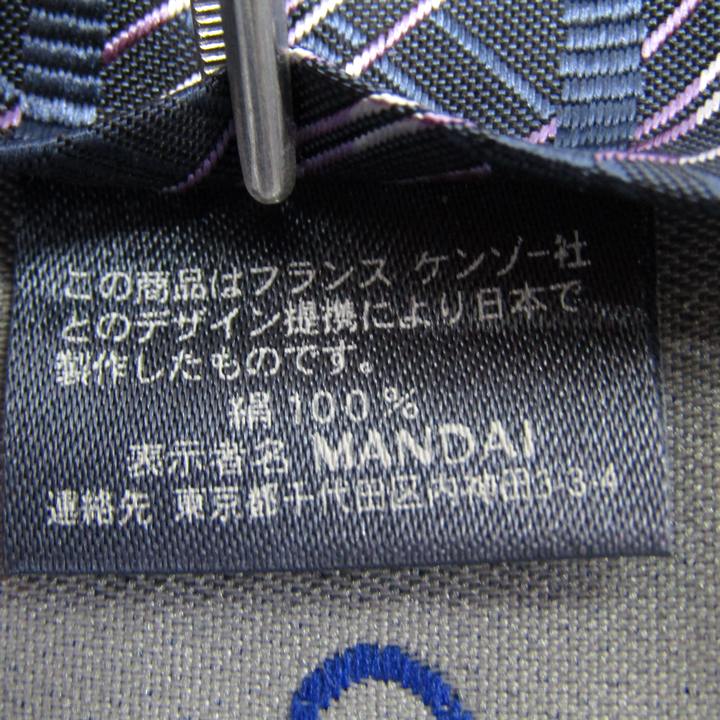 この商品はフランス ケンゾー社
とのデザイン提携により日本で
製作したものです。
絹 100%
表示者名 MANDAI
連絡先 東京都千代田区内神田3-3-4